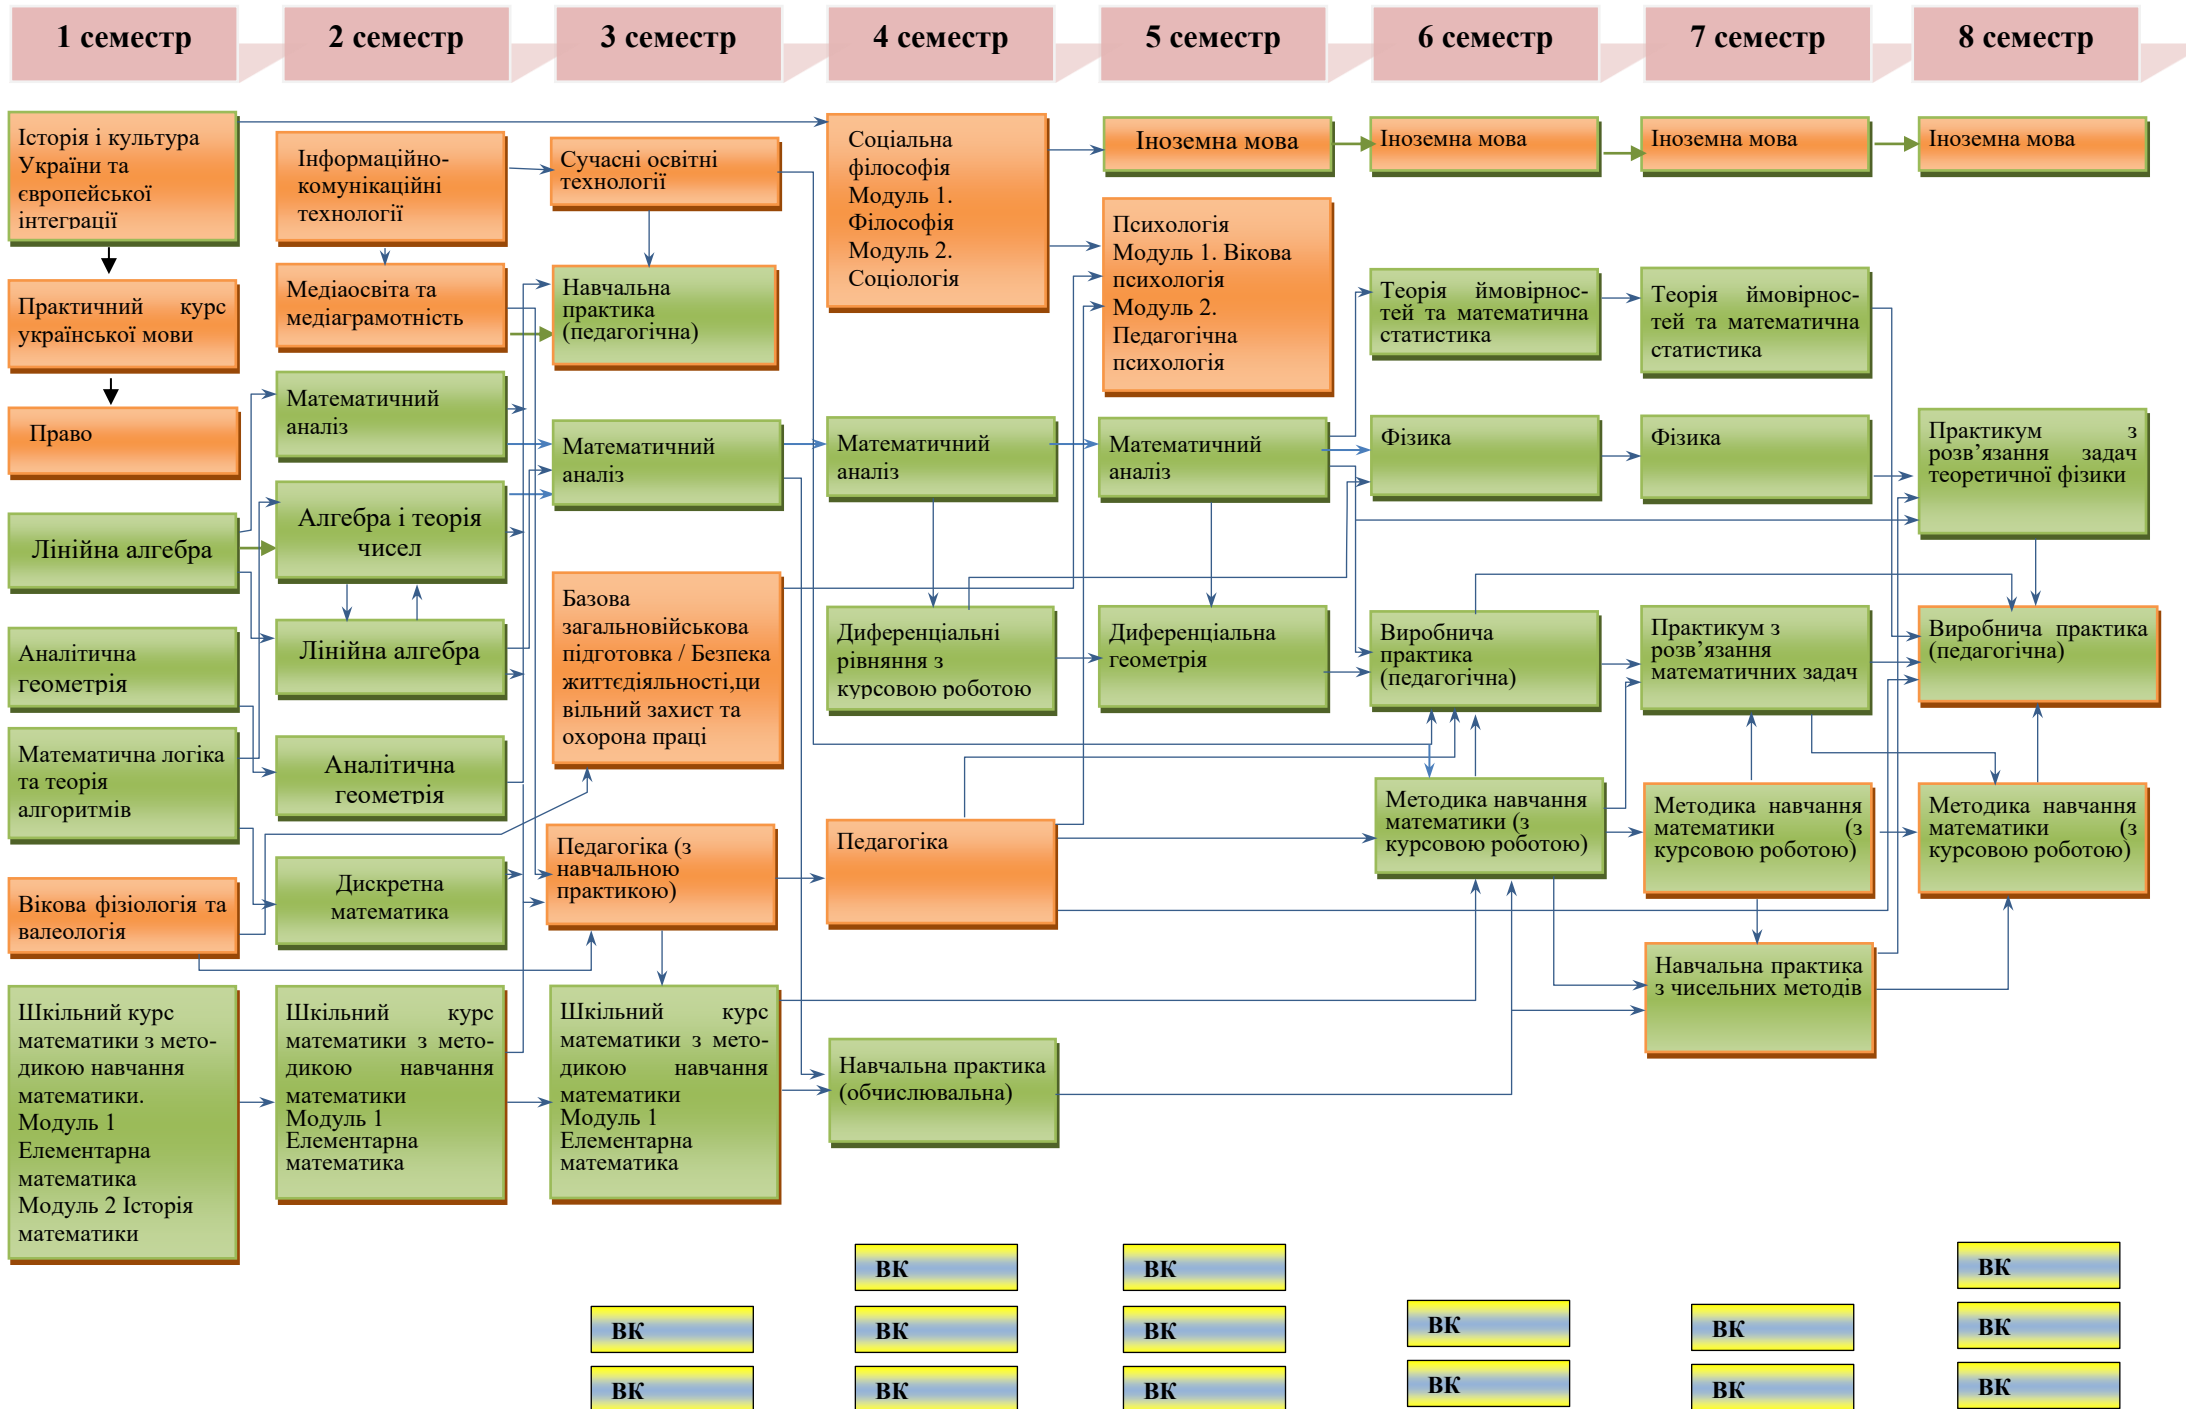 1 семестр
2 семестр
3 семестр
4 семестр
5 семестр
6 семестр
7 семестр
8 семестр
Історія і культура
України та
європейської
інтеграції
Практичний курс
української мови
Право
Лінійна алгебра
Аналітична
геометрія
Математична логіка
та теорія
алгоритмів
Вікова фізіологія та
валеологія
Шкільний курс
математики з мето-
дикою навчання
математики.
Модуль 1
Елементарна
математика
Модуль 2 Історія
математики
Інформаційно-
комунікаційні
технології
Медіаосвіта та
медіаграмотність
Математичний
аналіз
Алгебра і теорія
чисел
Лінійна алгебра
Аналітична
геометрія
Дискретна
математика
Шкільний курс
математики з мето-
дикою навчання
математики
Модуль 1
Елементарна
математика
Сучасні освітні
технології
Навчальна
практика
(педагогічна)
Математичний
аналіз
Базова
загальновійськова
підготовка / Безпека
життєдіяльності,ци
вільний захист та
охорона праці
Педагогіка (з
навчальною
практикою)
Шкільний курс
математики з мето-
дикою навчання
математики
Модуль 1
Елементарна
математика
ВК
ВК
Соціальна
філософія
Модуль 1.
Філософія
Модуль 2.
Соціологія
Математичний
аналіз
Диференціальні
рівняння з
курсовою роботою
Педагогіка
Навчальна практика
(обчислювальна)
ВК
ВК
ВК
Іноземна мова
Психологія
Модуль 1. Вікова
психологія
Модуль 2.
Педагогічна
психологія
Математичний
аналіз
Диференціальна
геометрія
ВК
ВК
ВК
Іноземна мова
Теорія ймовірнос-
тей та математична
статистика
Фізика
Виробнича
практика
(педагогічна)
Методика навчання
математики (з
курсовою роботою)
ВК
ВК
Іноземна мова
Теорія ймовірнос-
тей та математична
статистика
Фізика
Практикум з
розв’язання
математичних задач
Методика навчання
математики (з
курсовою роботою)
Навчальна практика
з чисельних методів
ВК
ВК
Іноземна мова
Практикум з
розв’язання задач
теоретичної фізики
Виробнича практика
(педагогічна)
Методика навчання
математики (з
курсовою роботою)
ВК
ВК
ВК